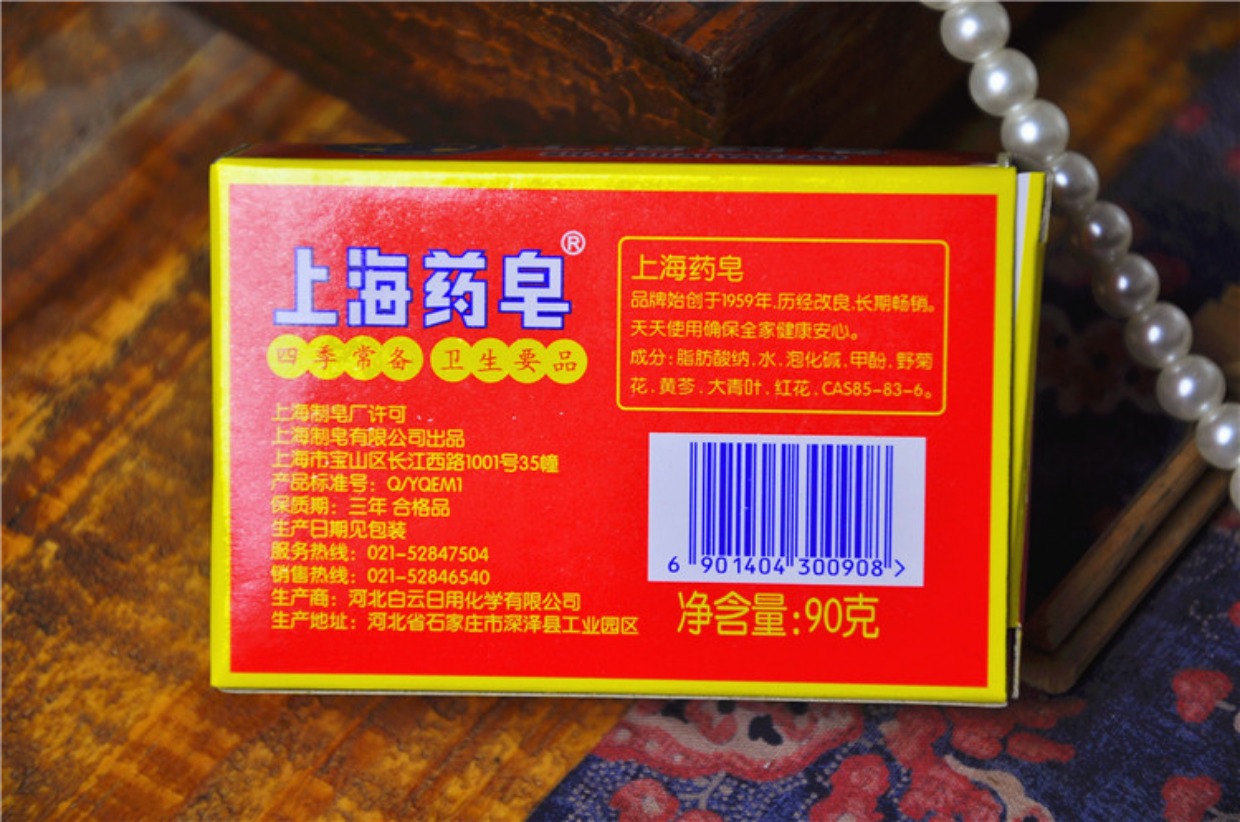 上海药皂®
四季常备 卫生要品
上海制皂厂许可
上海制皂有限公司出品
上海市宝山区长江西路1001号35幢
产品标准号：Q/YQEM1
保质期：三年 合格品
生产日期见包装
服务热线：021-52847504
销售热线：021-52846540
生产商：河北白云日用化学有限公司
生产地址：河北省石家庄市深泽县工业园区
上海药皂
品牌始创于1959年.历经改良.长期畅销。
天天使用确保全家健康安心。
成分:脂肪酸纳.水.泡化碱.甲酚.野菊
花.黄芩.大青叶.红花.CAS85-83-6。
6 901404 300908 >
净含量:90克